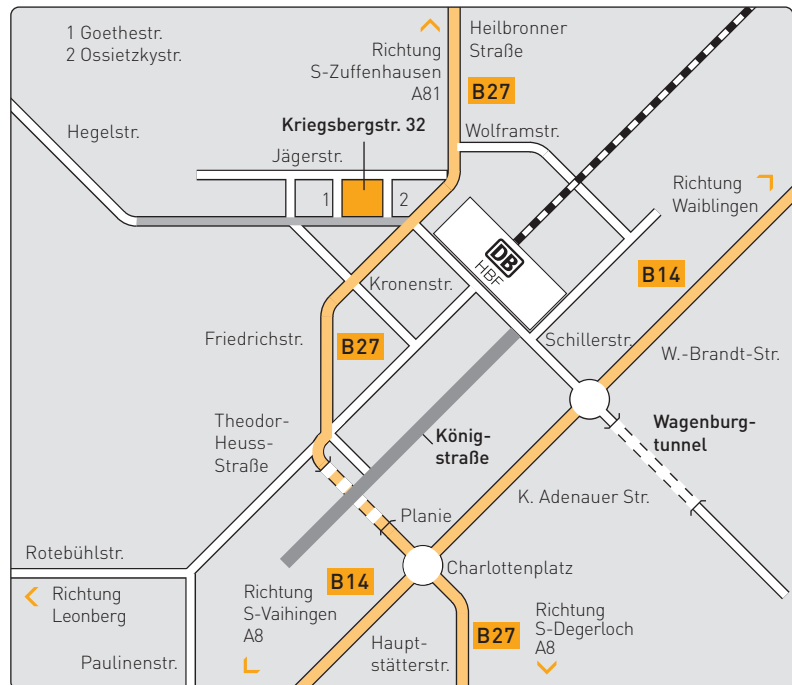 1 Goethestr.
2 Ossietzkystr.
Richtung
S-Zuffenhausen
A81
Heilbronner
Straße
B27
Hegelstr.
Kriegsbergstr. 32
Jägerstr.
Wolframstr.
1
2
Richtung
Waiblingen
DB
HBF
B14
Kronenstr.
Friedrichstr.
B27
Schillerstr.
W.-Brandt-Str.
Theodor-
Heuss-
Straße
König-
straße
Wagenburg-
tunnel
K. Adenauer Str.
Planie
Rotebühlstr.
Charlottenplatz
Richtung
Leonberg
Richtung
S-Vaihingen
A8
B14
Haupt-
stätterstr.
B27
Richtung
S-Degerloch
A8
Paulinenstr.